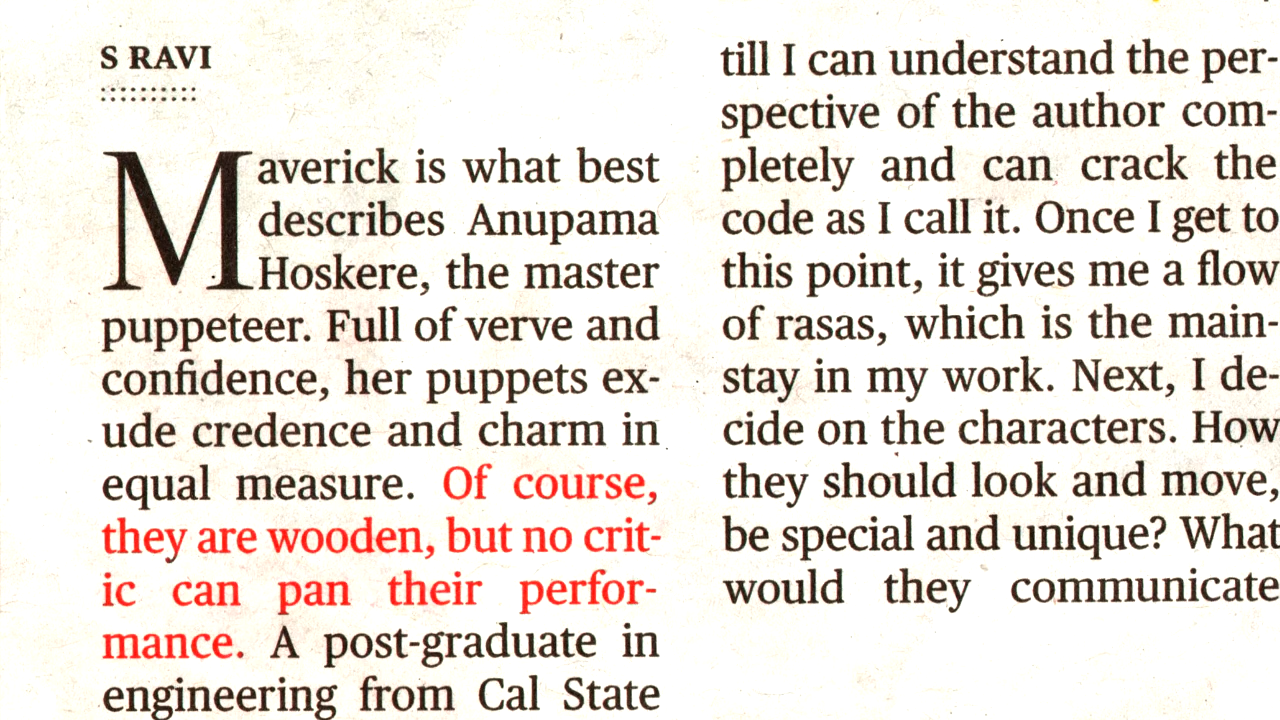 S RAVI
Maverick is what best
describes Anupama
Hoskere, the master
puppeteer. Full of verve and
confidence, her puppets ex-
ude credence and charm in
equal measure. Of course,
they are wooden, but no crit-
ic can pan their perfor-
mance. A post-graduate in
engineering from Cal State
till I can understand the per-
spective of the author com-
pletely and can crack the
code as I call it. Once I get to
this point, it gives me a flow
of rasas, which is the main-
stay in my work. Next, I de-
cide on the characters. How
they should look and move,
be special and unique? What
would they communicate